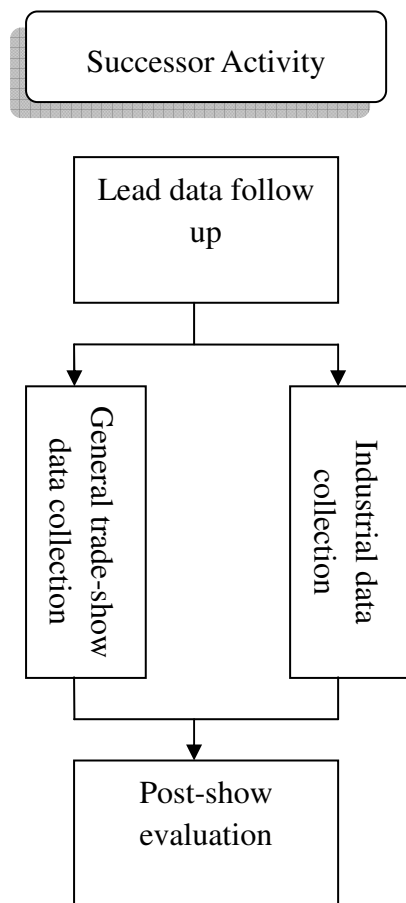 Successor Activity
Lead data follow
up
General trade-show
data collection
Industrial data
collection
Post-show
evaluation